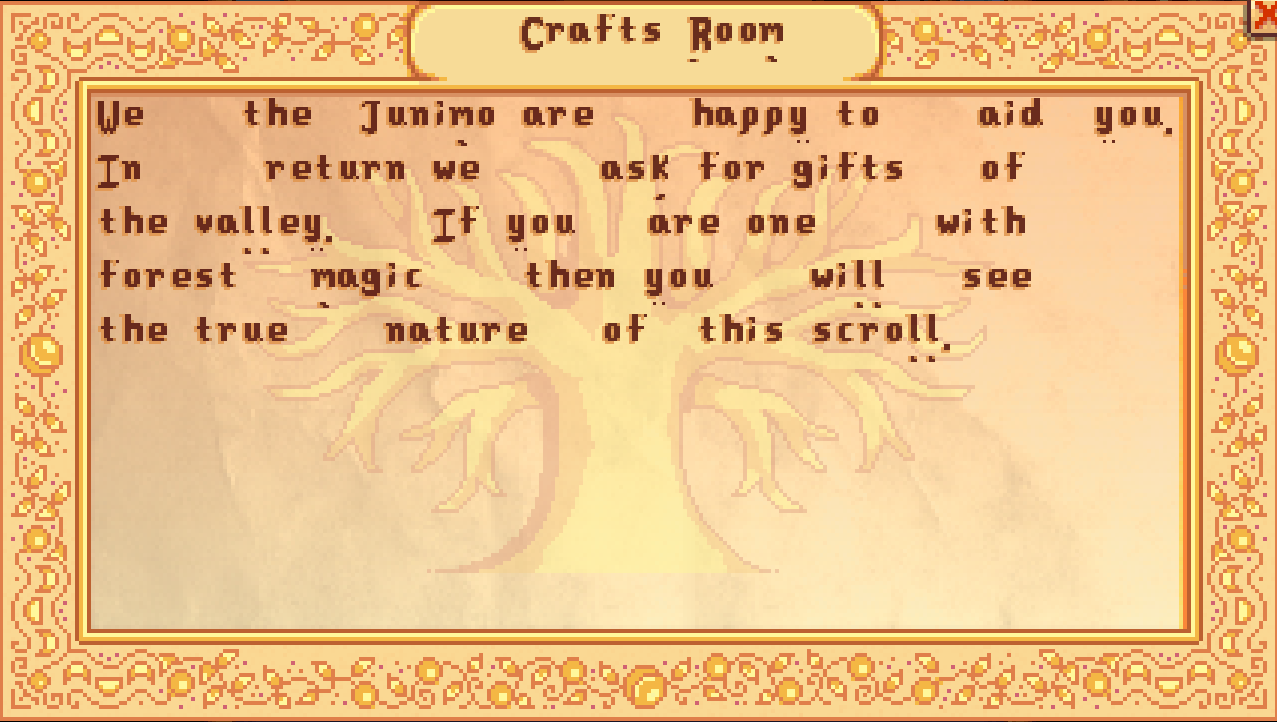 Crafts Room
We the Junimo are happy to aid you.
In return we ask for gifts of
the valley. If you are one with
forest magic then you will see
the true nature of this scroll.